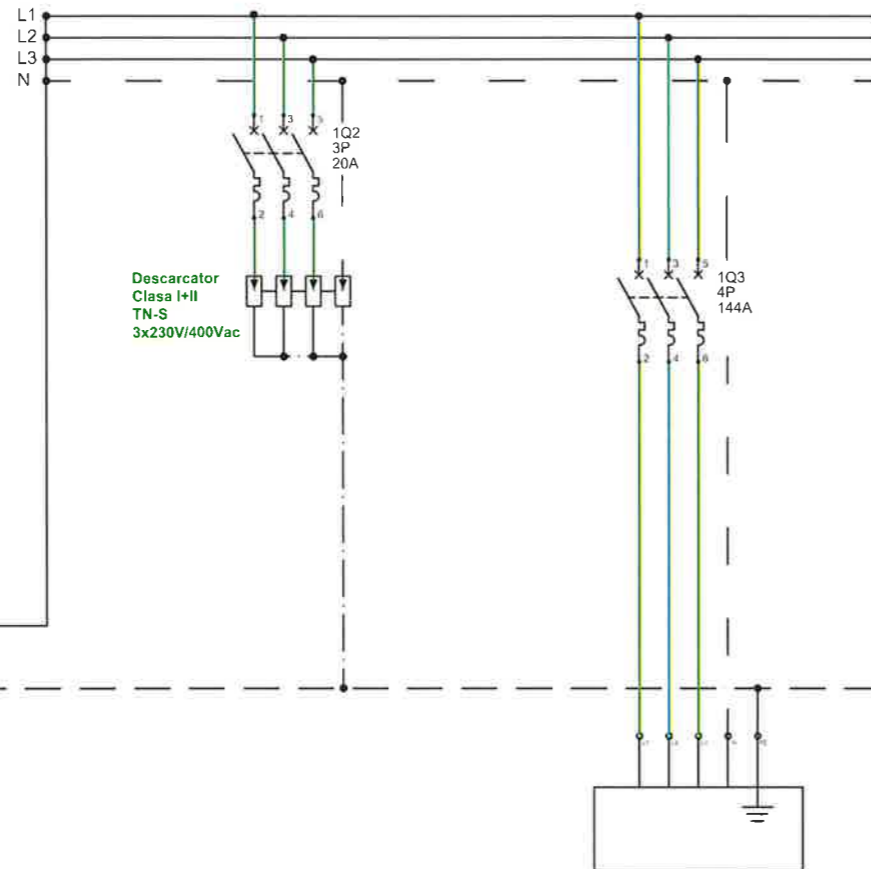 L1
L2
L3
N
1
3
5
1Q2
3P
20A
2
4
6
Descarcator
Clasa I+II
TN-S
3x230V/400Vac
1
3
5
1Q3
4P
144A
2
4
6